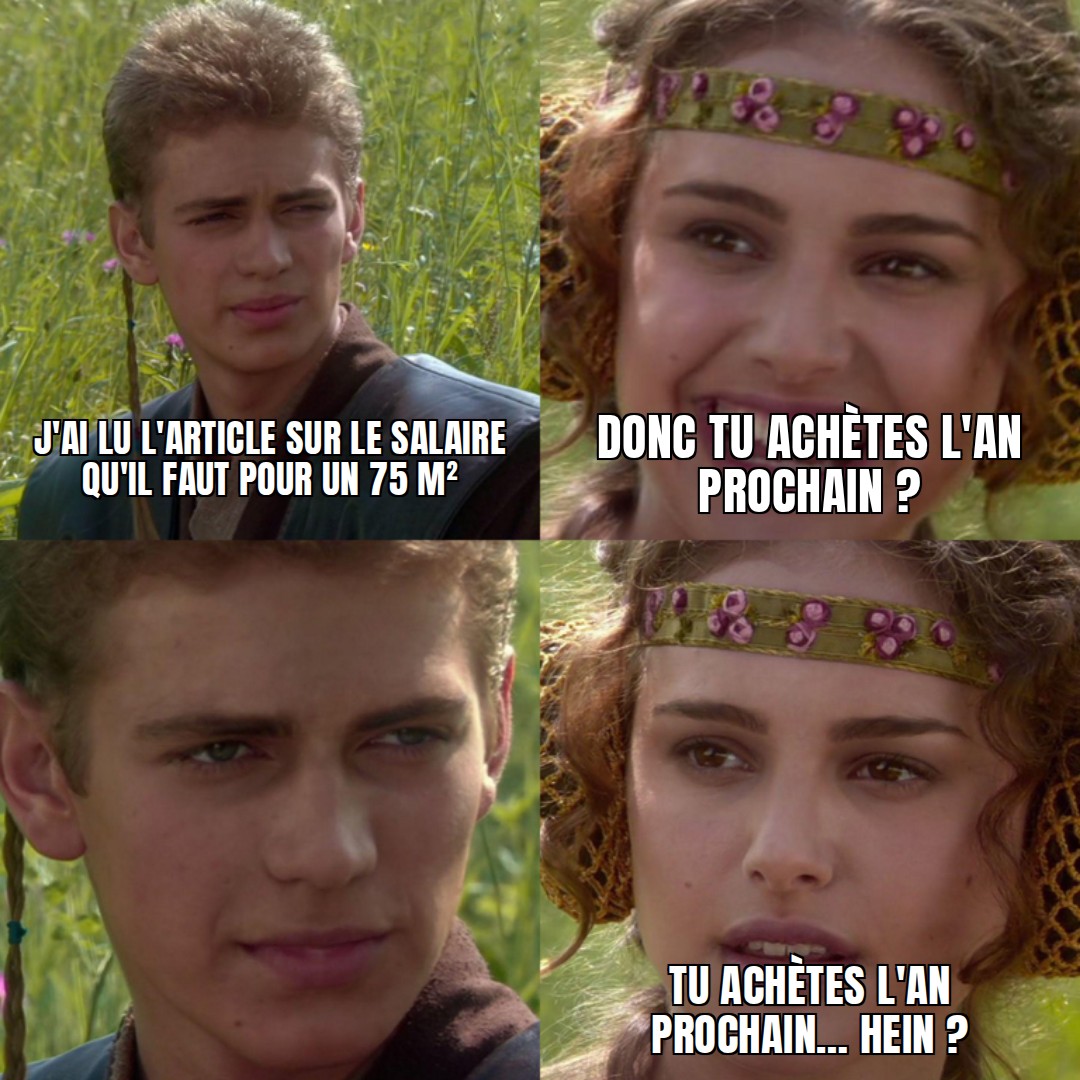 J'AI LU L'ARTICLE SUR LE SALAIRE
QU'IL FAUT POUR UN 75 M²
DONC TU ACHÈTES L'AN
PROCHAIN ?
TU ACHÈTES L'AN
PROCHAIN... HEIN ?